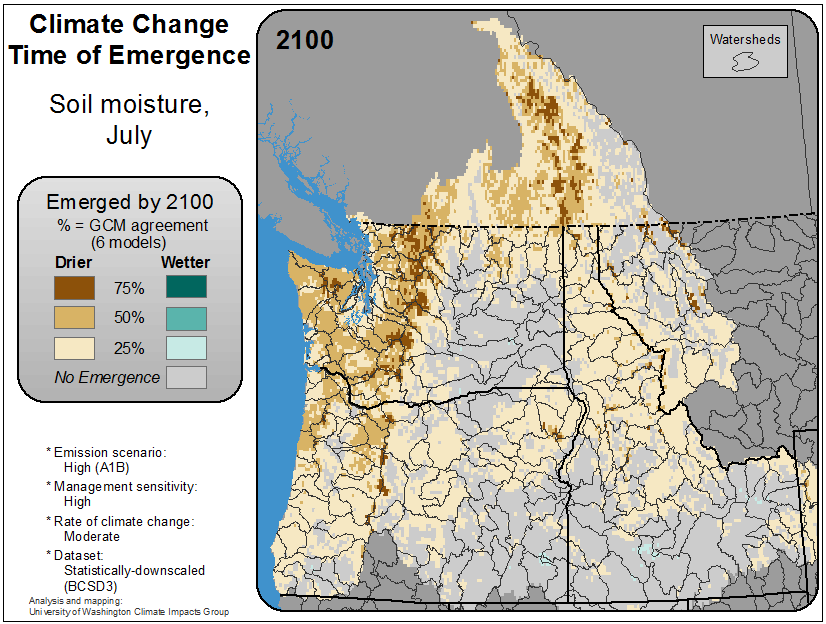 Climate Change
Time of Emergence
Soil moisture,
July
Emerged by 2100
% = GCM agreement
(6 models)
Drier
Wetter
75%
50%
25%
No Emergence
* Emission scenario:
High (A1B)
* Management sensitivity:
High
* Rate of climate change:
Moderate
* Dataset:
Statistically-downscaled
(BCSD3)
Analysis and mapping:
University of Washington Climate Impacts Group
2100
Watersheds